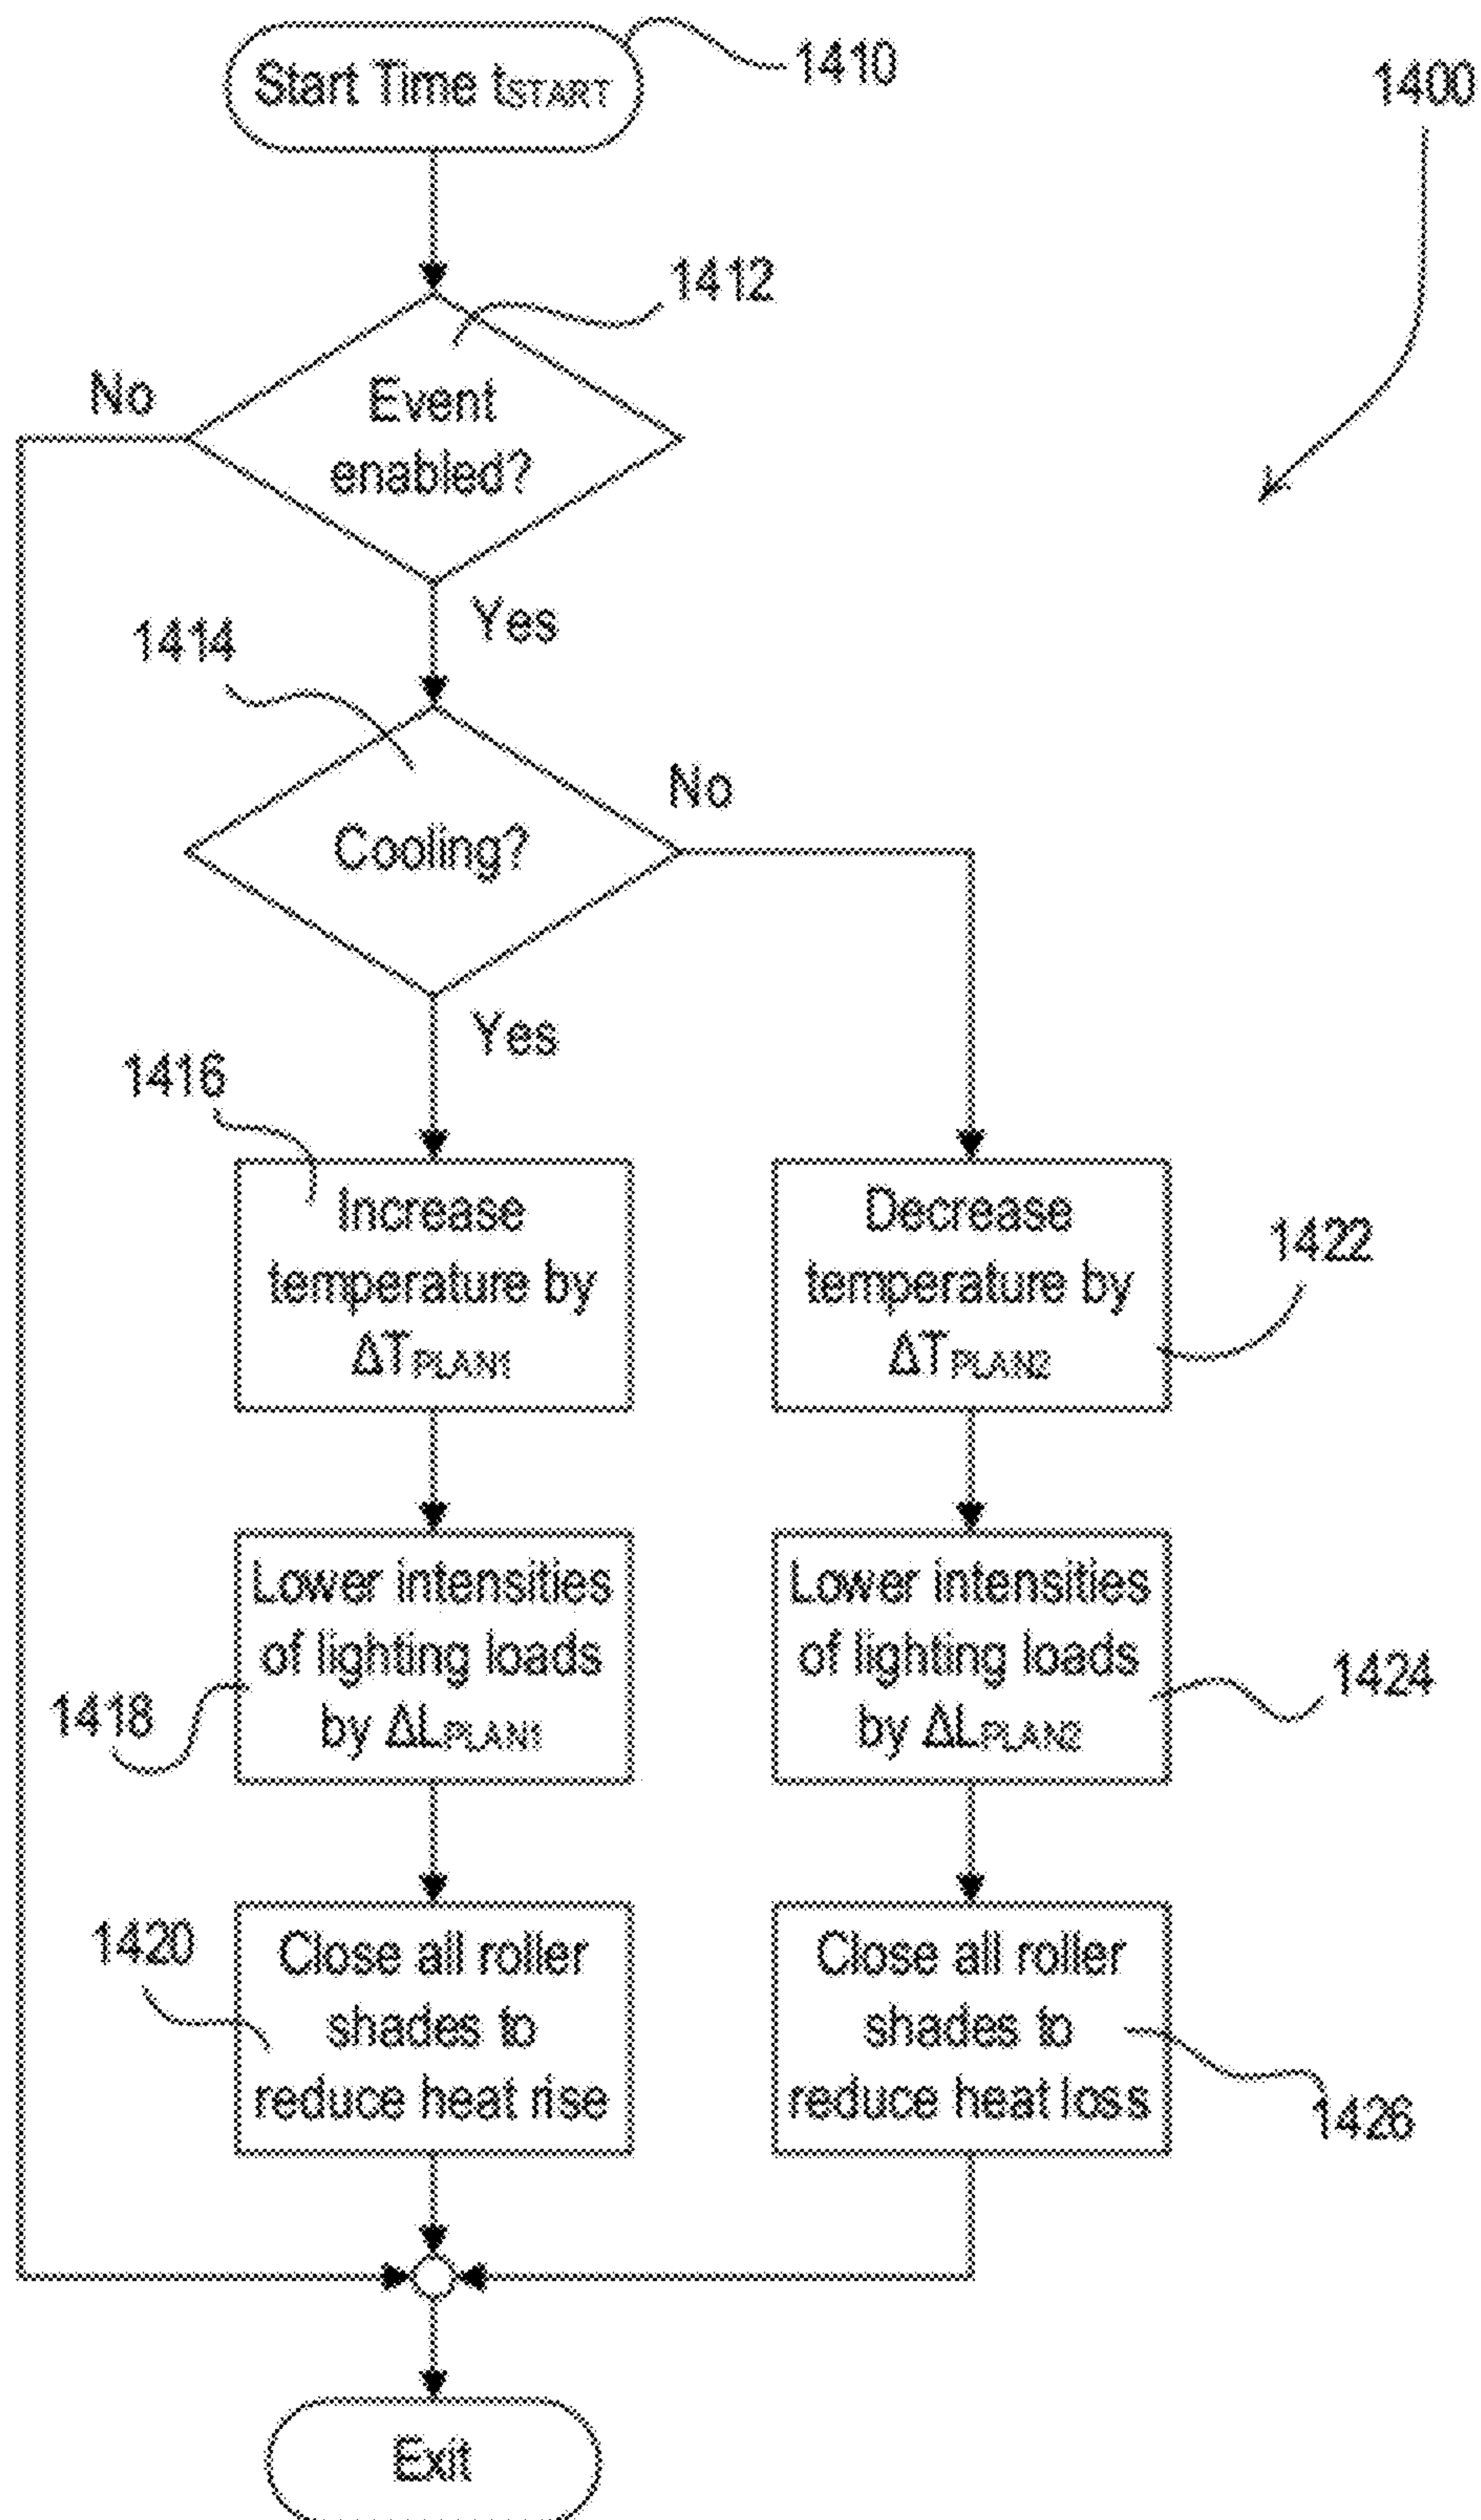 Start Time tSTART
1410
1400
1412
No
Event
enabled?
Yes
1414
No
Cooling?
Yes
1416
Increase
temperature by
ΔTPLAN1
Decrease
temperature by
ΔTPLAN2
1422
Lower intensities
of lighting loads
by ΔLPLAN1
1418
Lower intensities
of lighting loads
by ΔLPLAN2
1424
1420
Close all roller
shades to
reduce heat rise
Close all roller
shades to
reduce heat loss
1426
Exit